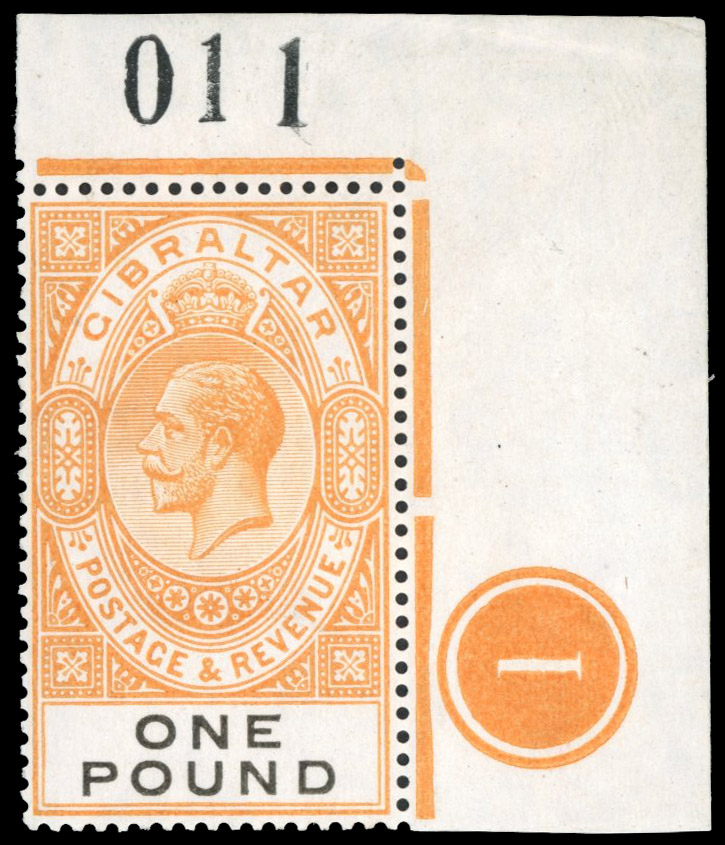 011
GIBRALTAR
POSTAGE & REVENUE
1
ONE
POUND